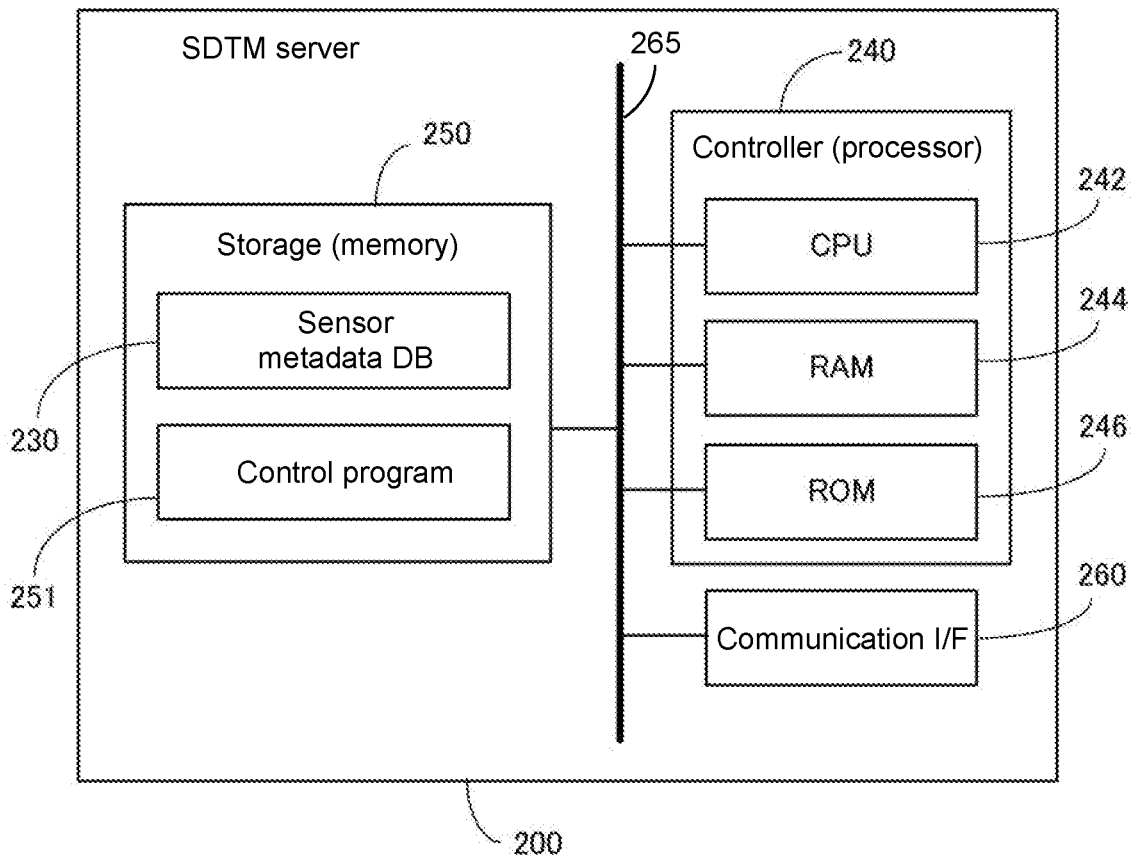 SDTM server
265
240
250
Controller (processor)
242
Storage (memory)
CPU
Sensor
metadata DB
244
RAM
230
246
Control program
ROM
251
260
Communication I/F
200